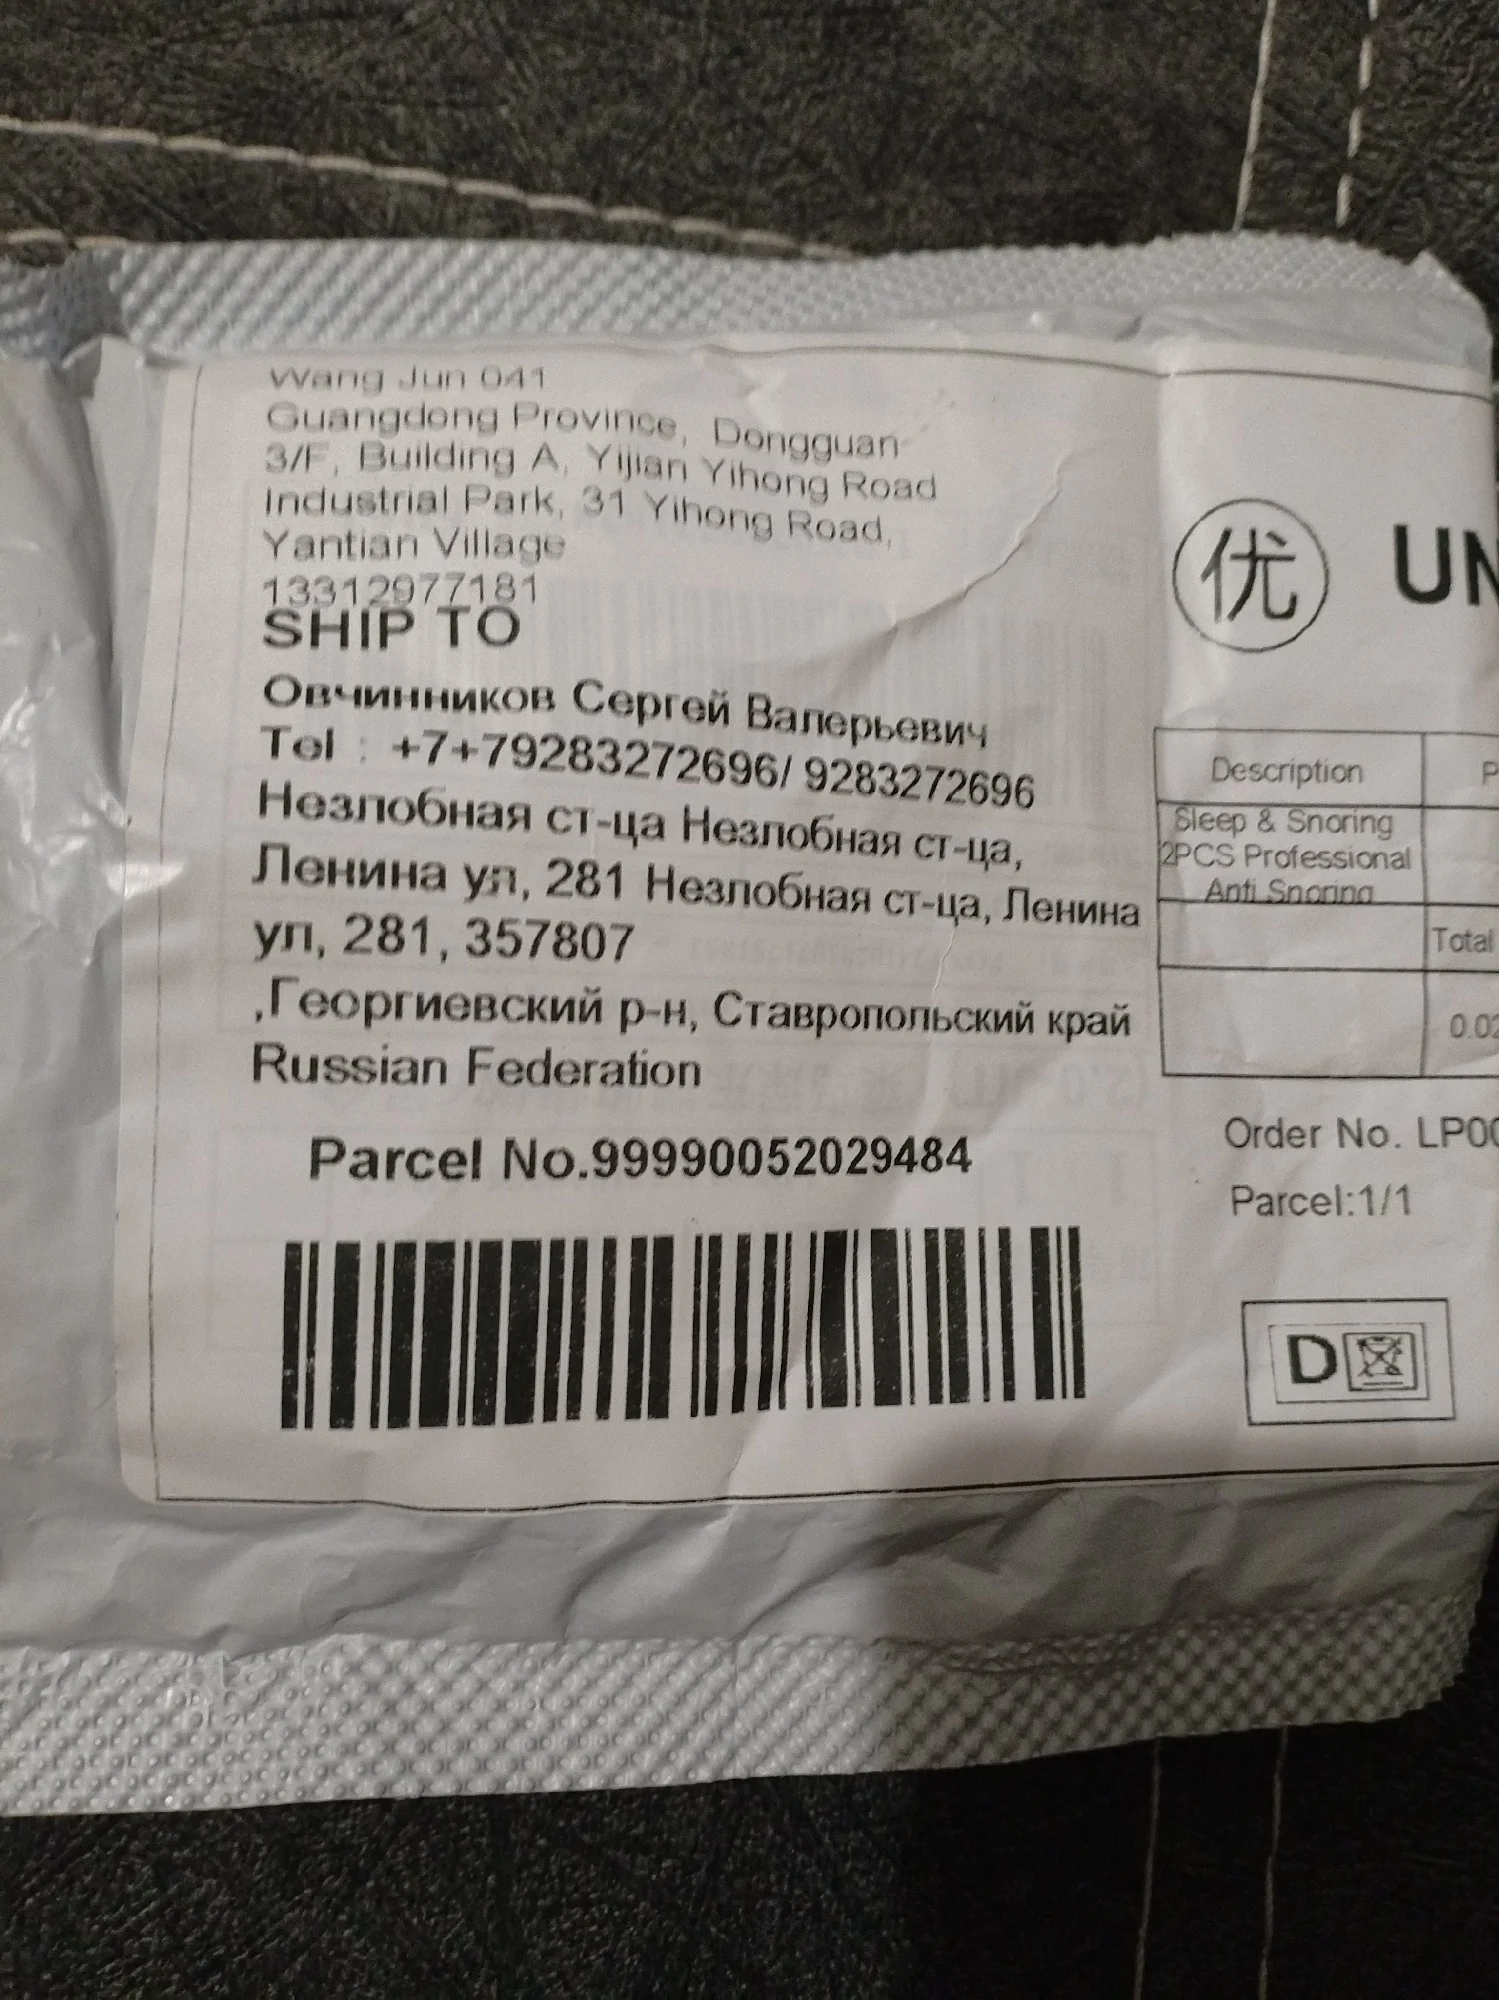 Wang Jun 041
Guangdong Province, Dongguan
3/F, Building A, Yijian Yihong Road
Industrial Park, 31 Yihong Road,
Yantian Village
13312977181
SHIP TO
Овчинников Сергей Валерьевич
Tel : +7+79283272696/ 9283272696
Незлобная ст-ца Незлобная ст-ца,
Ленина ул, 281 Незлобная ст-ца, Ленина
ул, 281, 357807
,Георгиевский р-н, Ставропольский край
Russian Federation
Parcel No.99990052029484
优 UN
Description P
Sleep & Snoring
2PCS Professional
Anti Snoring
Total
0.02
Order No. LP00
Parcel:1/1
D